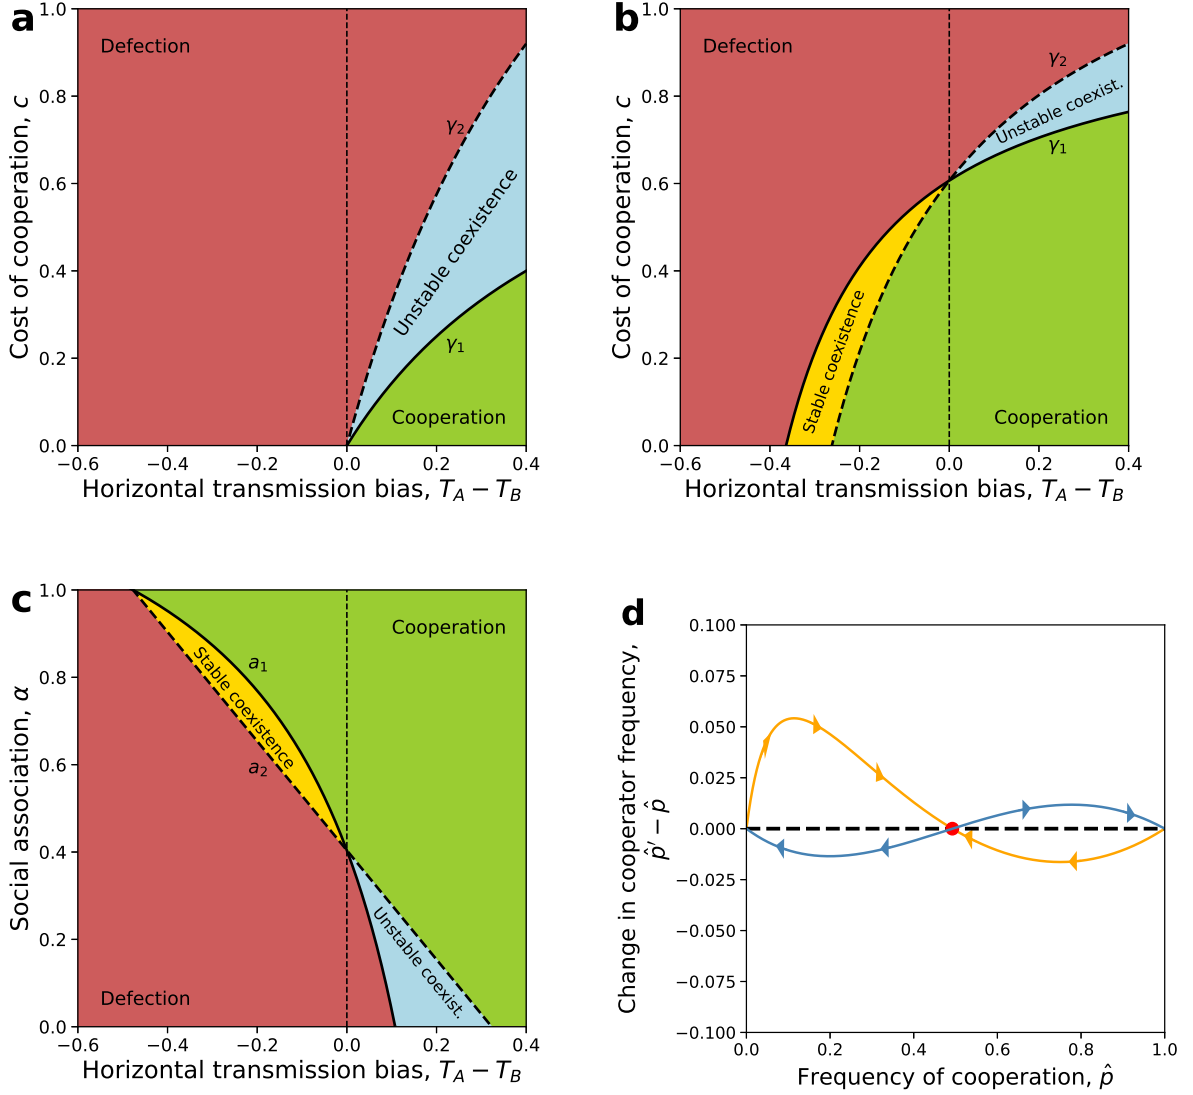 a
1.0
0.8
0.6
0.4
0.2
0.0
Cost of cooperation, c
Defection
γ2
Unstable coexistence
γ1
Cooperation
−0.6 −0.4 −0.2 0.0 0.2 0.4
Horizontal transmission bias, TA − TB
b
1.0
0.8
0.6
0.4
0.2
0.0
Cost of cooperation, c
Defection
γ2
Unstable coexist.
γ1
Stable coexistence
Cooperation
−0.6 −0.4 −0.2 0.0 0.2 0.4
Horizontal transmission bias, TA − TB
c
1.0
0.8
0.6
0.4
0.2
0.0
Social association, α
Cooperation
a1
Stable coexistence
a2
Unstable coexist.
Defection
−0.6 −0.4 −0.2 0.0 0.2 0.4
Horizontal transmission bias, TA − TB
d
0.100
0.075
0.050
0.025
0.000
−0.025
−0.050
−0.075
−0.100
Change in cooperator frequency,
p̂′ − p̂
0.0 0.2 0.4 0.6 0.8 1.0
Frequency of cooperation, p̂